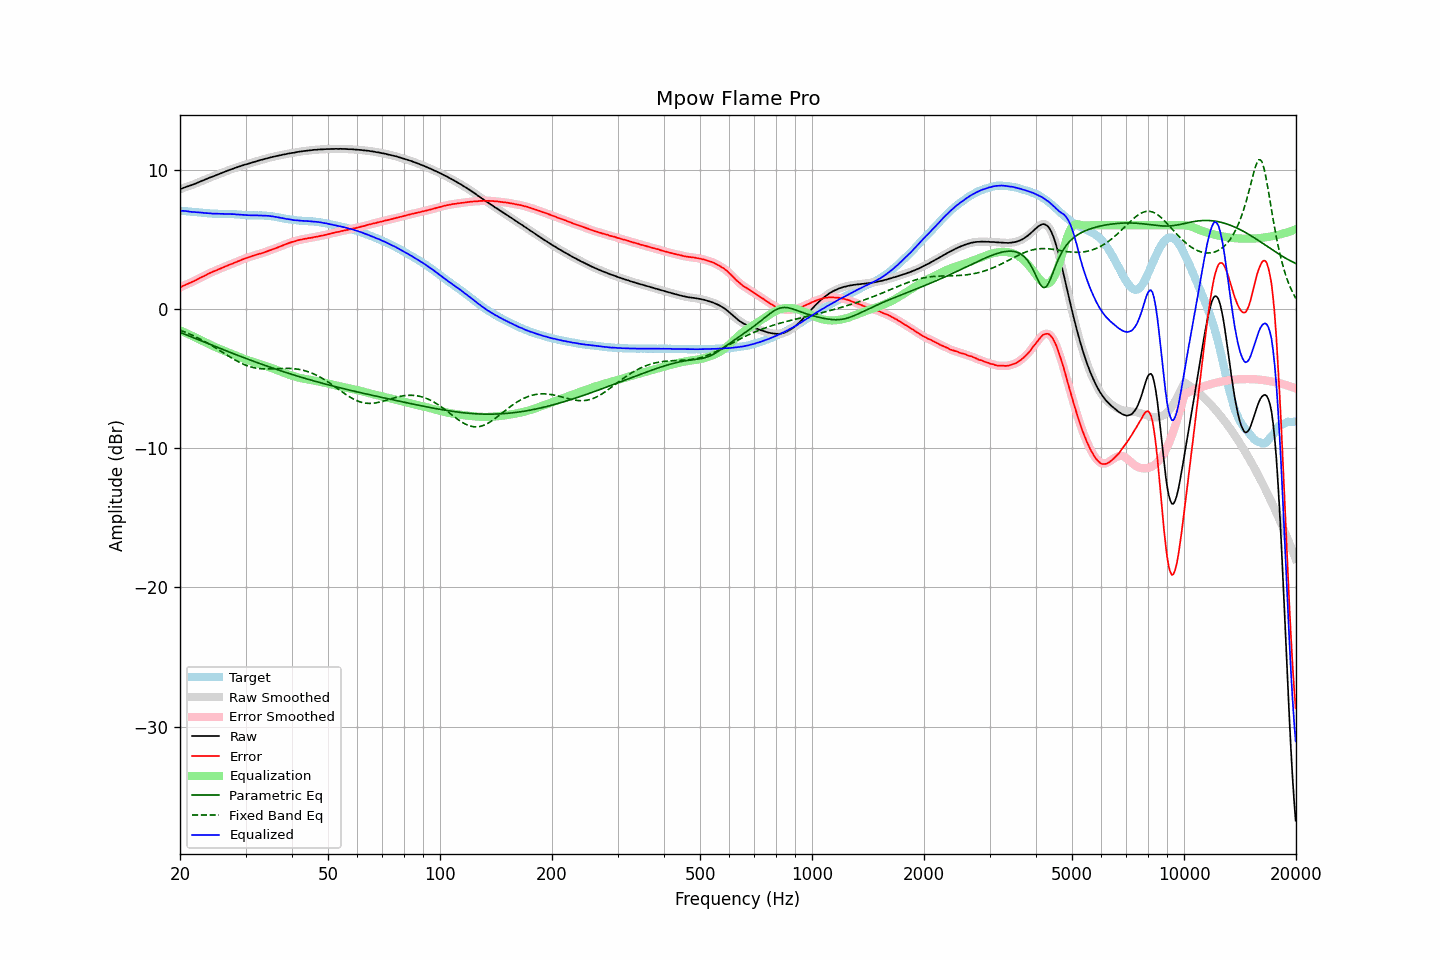 Mpow Flame Pro
Amplitude (dBr)
10
0
−10
−20
−30
Target
Raw Smoothed
Error Smoothed
Raw
Error
Equalization
Parametric Eq
Fixed Band Eq
Equalized
20
50
100
200
500
1000
2000
5000
10000
20000
Frequency (Hz)